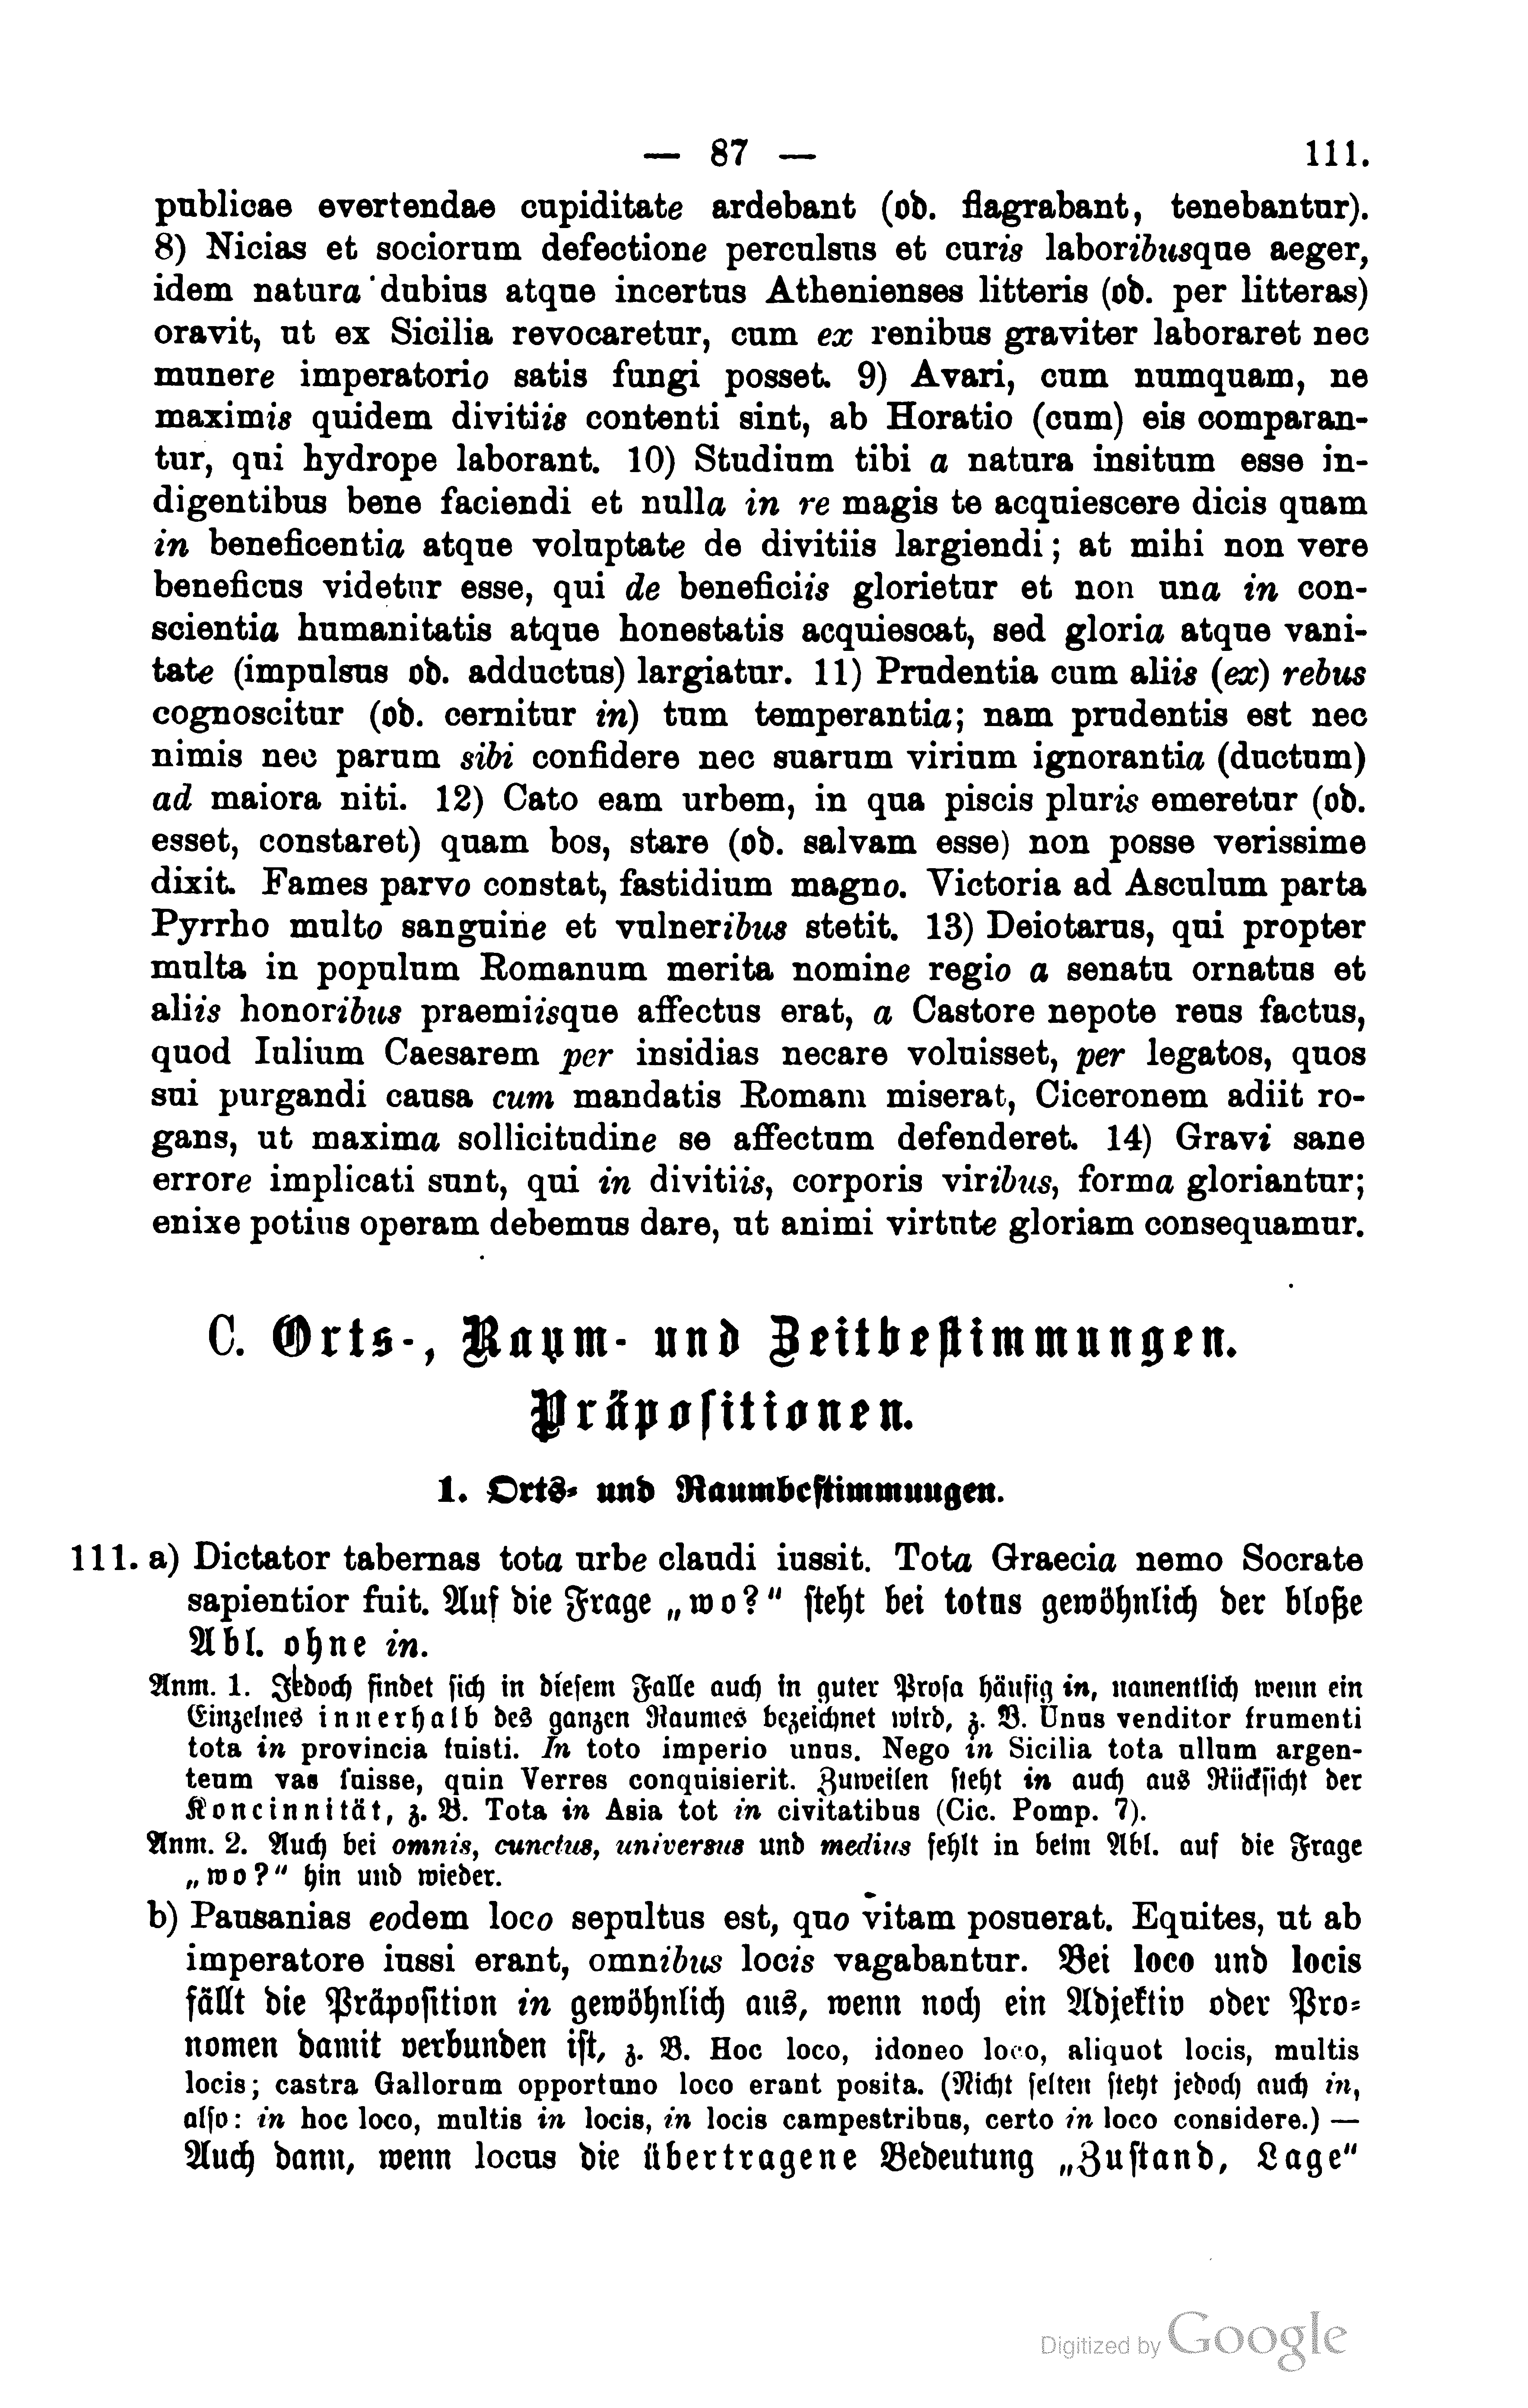 — 87 — 111.
publicae evertendae cupiditate ardebant (od. flagrabant, tenebantur).
8) Nicias et sociorum defectione perculsus et curis laboribusque aeger,
idem natura dubius atque incertus Athenienses litteris (od. per litteras)
oravit, ut ex Sicilia revocaretur, cum ex renibus graviter laboraret nec
munere imperatorio satis fungi posset. 9) Avari, cum numquam, ne
maximis quidem divitiis contenti sint, ab Horatio (cum) eis comparan-
tur, qui hydrope laborant. 10) Studium tibi a natura insitum esse in-
digentibus bene faciendi et nulla in re magis te acquiescere dicis quam
in beneficentia atque voluptate de divitiis largiendi; at mihi non vere
beneficus videtur esse, qui de beneficiis glorietur et non una in con-
scientia humanitatis atque honestatis acquiescat, sed gloria atque vani-
tate (impulsus od. adductus) largiatur. 11) Prudentia cum aliis (ex) rebus
cognoscitur (od. cernitur in) tum temperantia; nam prudentis est nec
nimis nec parum sibi confidere nec suarum virium ignorantia (ductum)
ad maiora niti. 12) Cato eam urbem, in qua piscis pluris emeretur (od.
esset, constaret) quam bos, stare (od. salvam esse) non posse verissime
dixit. Fames parvo constat, fastidium magno. Victoria ad Asculum parta
Pyrrho multo sanguine et vulneribus stetit. 13) Deiotarus, qui propter
multa in populum Romanum merita nomine regio a senatu ornatus et
aliis honoribus praemiisque affectus erat, a Castore nepote reus factus,
quod Iulium Caesarem per insidias necare voluisset, per legatos, quos
sui purgandi causa cum mandatis Romam miserat, Ciceronem adiit ro-
gans, ut maxima sollicitudine se affectum defenderet. 14) Gravi sane
errore implicati sunt, qui in divitiis, corporis viribus, forma gloriantur;
enixe potius operam debemus dare, ut animi virtute gloriam consequamur.
C. Orts-, Raum- und Zeitbestimmungen.
Präpositionen.
1. Orts- und Raumbestimmungen.
111. a) Dictator tabernas tota urbe claudi iussit. Tota Graecia nemo Socrate
sapientior fuit. Auf die Frage „wo?“ steht bei totus gewöhnlich der bloße
Abl. ohne in.
Anm. 1. Jedoch findet sich in diesem Falle auch in guter Prosa häufig in, namentlich wenn ein
Einzelnes innerhalb des ganzen Raumes bezeichnet wird, z. B. Unus venditor frumenti
tota in provincia fuisti. In toto imperio unus. Nego in Sicilia tota ullum argen-
teum vas fuisse, quin Verres conquisierit. Zuweilen steht in auch aus Rücksicht der
Koncinnität, z. B. Tota in Asia tot in civitatibus (Cic. Pomp. 7).
Anm. 2. Auch bei omnis, cunctus, universus und medius fehlt in beim Abl. auf die Frage
„wo?“ hin und wieder.
b) Pausanias eodem loco sepultus est, quo vitam posuerat. Equites, ut ab
imperatore iussi erant, omnibus locis vagabantur. Bei loco und locis
fällt die Präposition in gewöhnlich aus, wenn noch ein Adjektiv oder Pro-
nomen damit verbunden ist, z. B. Hoc loco, idoneo loco, aliquot locis, multis
locis; castra Gallorum opportuno loco erant posita. (Nicht selten steht jedoch auch in,
also: in hoc loco, multis in locis, in locis campestribus, certo in loco considere.) —
Auch dann, wenn locus die übertragene Bedeutung „Zustand, Lage“
Digitized by Google